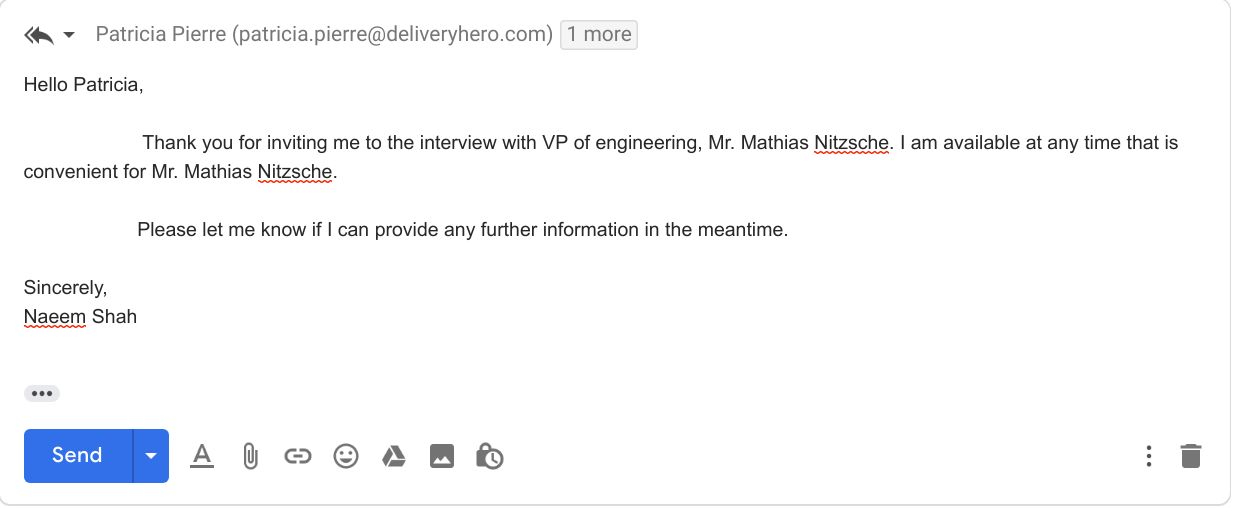 Patricia Pierre (patricia.pierre@deliveryhero.com) 1 more
Hello Patricia,
Thank you for inviting me to the interview with VP of engineering, Mr. Mathias Nitzsche. I am available at any time that is
convenient for Mr. Mathias Nitzsche.
Please let me know if I can provide any further information in the meantime.
Sincerely,
Naeem Shah
Send